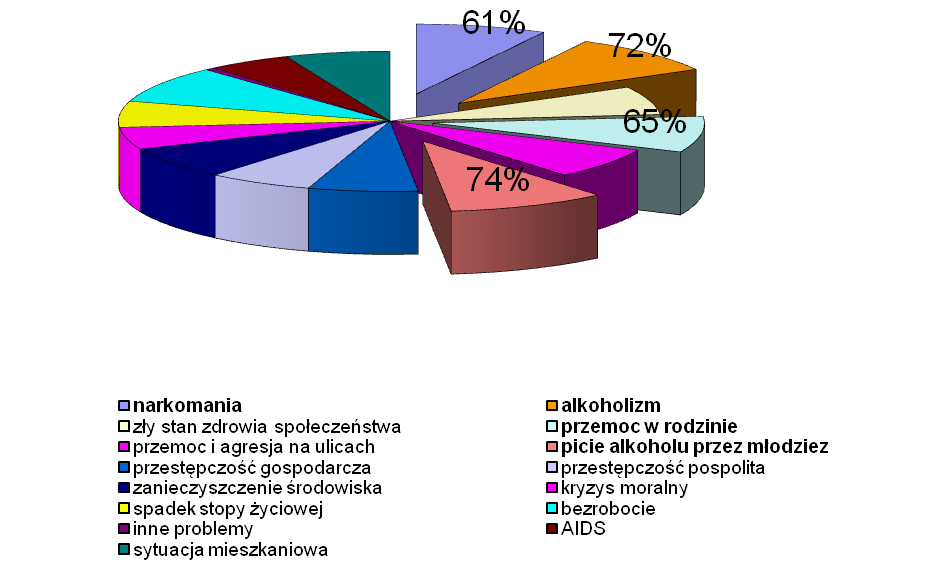 61%
72%
65%
74%
narkomania
alkoholizm
zły stan zdrowia społeczeństwa
przemoc w rodzinie
przemoc i agresja na ulicach
picie alkoholu przez młodziez
przestępczość gospodarcza
przestępczość pospolita
zanieczyszczenie środowiska
kryzys moralny
spadek stopy życiowej
bezrobocie
inne problemy
AIDS
sytuacja mieszkaniowa